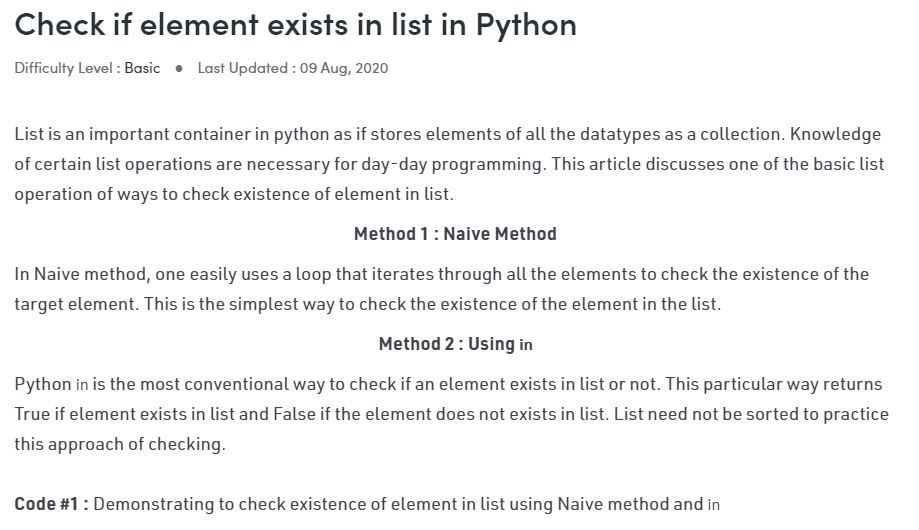 Check if element exists in list in Python
Difficulty Level : Basic ● Last Updated : 09 Aug, 2020
List is an important container in python as if stores elements of all the datatypes as a collection. Knowledge
of certain list operations are necessary for day-day programming. This article discusses one of the basic list
operation of ways to check existence of element in list.
Method 1 : Naive Method
In Naive method, one easily uses a loop that iterates through all the elements to check the existence of the
target element. This is the simplest way to check the existence of the element in the list.
Method 2 : Using in
Python in is the most conventional way to check if an element exists in list or not. This particular way returns
True if element exists in list and False if the element does not exists in list. List need not be sorted to practice
this approach of checking.
Code #1 : Demonstrating to check existence of element in list using Naive method and in